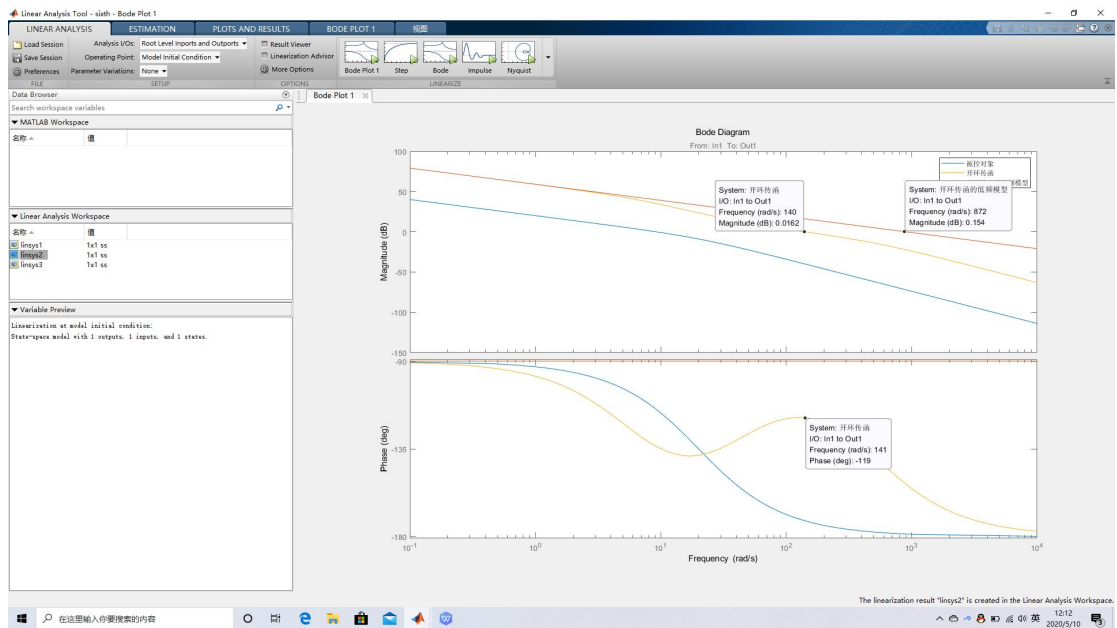 Linear Analysis Tool - sixth - Bode Plot 1
LINEAR ANALYSIS ESTIMATION PLOTS AND RESULTS BODE PLOT 1 视图
Load Session
Save Session
Preferences
FILE
Analysis I/Os: Root Level Inports and Outports
Operating Point: Model Initial Condition
Parameter Variations: None
SETUP
Result Viewer
Linearization Advisor
More Options
OPTIONS
Bode Plot 1 Step Bode Impulse Nyquist
LINEARIZE
Data Browser
Search workspace variables
MATLAB Workspace
名称 值
Linear Analysis Workspace
名称 值
linsys1 1x1 ss
linsys2 1x1 ss
linsys3 1x1 ss
Variable Preview
Linearization at model initial condition:
State-space model with 1 outputs, 1 inputs, and 1 states.
Bode Plot 1
Bode Diagram
From: In1 To: Out1
Magnitude (dB)
100
50
0
-50
-100
-150
被控对象
开环传函
模型
System: 开环传函
I/O: In1 to Out1
Frequency (rad/s): 140
Magnitude (dB): 0.0162
System: 开环传函的低频模型
I/O: In1 to Out1
Frequency (rad/s): 872
Magnitude (dB): 0.154
Phase (deg)
-90
-135
-180
System: 开环传函
I/O: In1 to Out1
Frequency (rad/s): 141
Phase (deg): -119
10-1 100 101 102 103 104
Frequency (rad/s)
The linearization result "linsys2" is created in the Linear Analysis Workspace.
在这里输入你要搜索的内容
英
12:12
2020/5/10